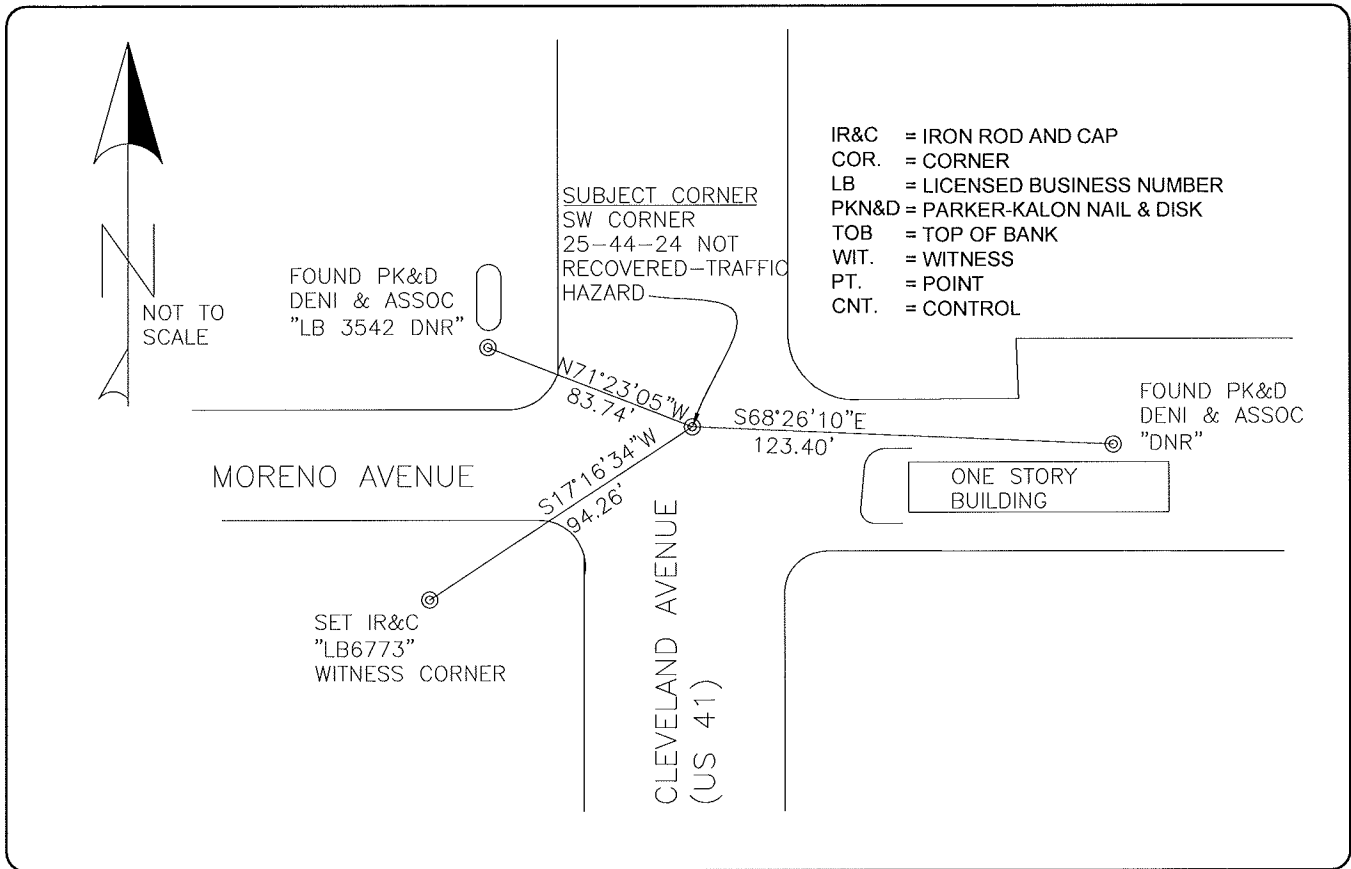 IR&C = IRON ROD AND CAP
COR. = CORNER
LB = LICENSED BUSINESS NUMBER
PKN&D = PARKER-KALON NAIL & DISK
TOB = TOP OF BANK
WIT. = WITNESS
PT. = POINT
CNT. = CONTROL
SUBJECT CORNER
SW CORNER
25-44-24 NOT
RECOVERED-TRAFFIC
HAZARD
N
NOT TO
SCALE
FOUND PK&D
DENI & ASSOC
"LB 3542 DNR"
N71°23'05"W
83.74'
S68°26'10"E
123.40'
FOUND PK&D
DENI & ASSOC
"DNR"
MORENO AVENUE
S17°16'34"W
94.26'
ONE STORY
BUILDING
SET IR&C
"LB6773"
WITNESS CORNER
CLEVELAND AVENUE
(US 41)